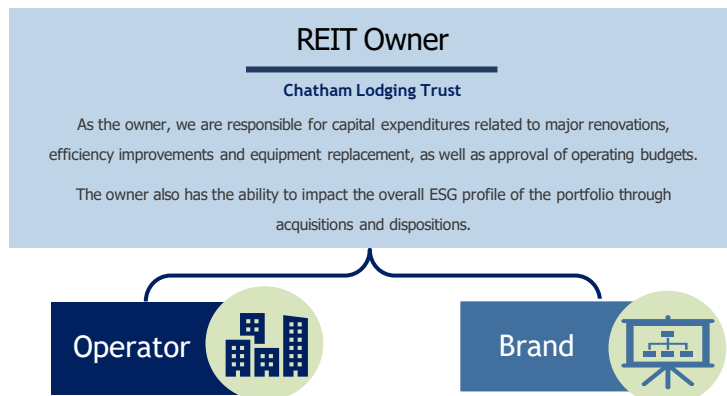 REIT Owner
Chatham Lodging Trust
As the owner, we are responsible for capital expenditures related to major renovations,
efficiency improvements and equipment replacement, as well as approval of operating budgets.
The owner also has the ability to impact the overall ESG profile of the portfolio through
acquisitions and dispositions.
Operator
Brand